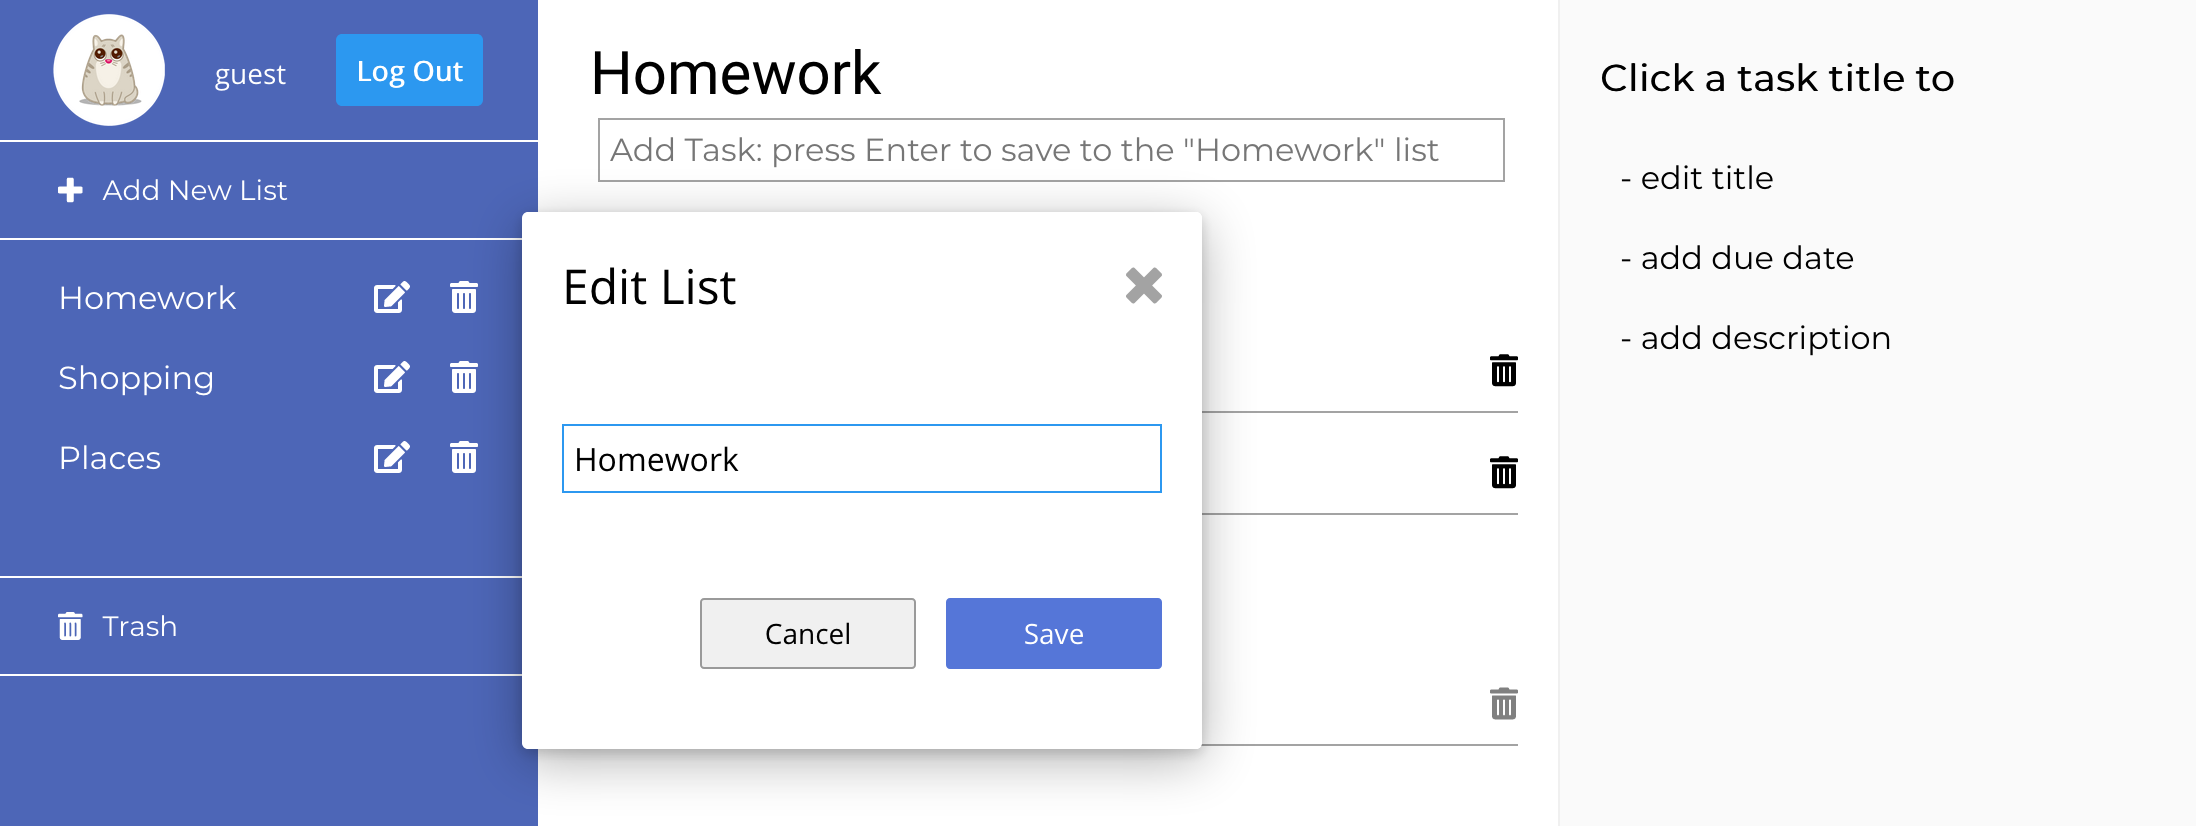 guest
Log Out
Add New List
Homework
Shopping
Places
Trash
Homework
Add Task: press Enter to save to the "Homework" list
Edit List
Homework
Cancel
Save
Click a task title to
- edit title
- add due date
- add description